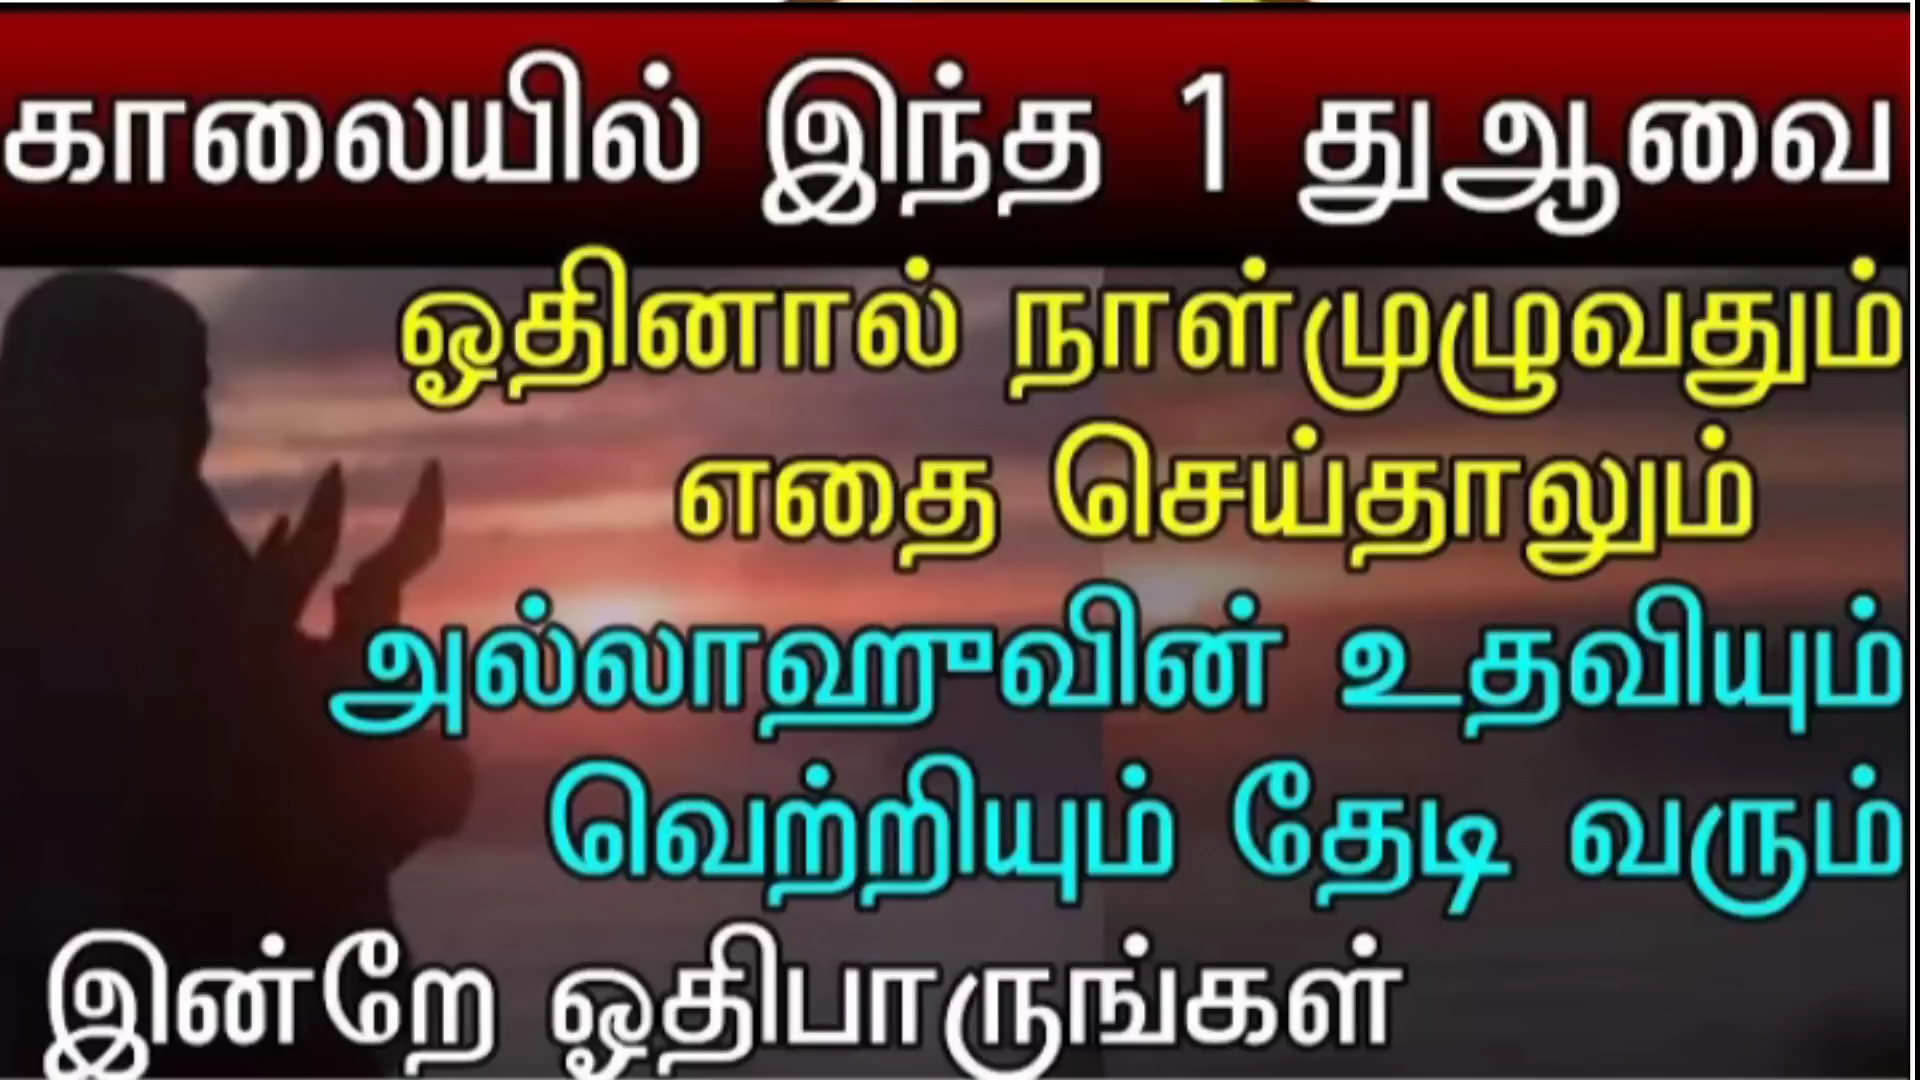 காலையில் இந்த 1 துஆவை
ஓதினால் நாள்முழுவதும்
எதை செய்தாலும்
அல்லாஹுவின் உதவியும்
வெற்றியும் தேடி வரும்
இன்றே ஓதிபாருங்கள்